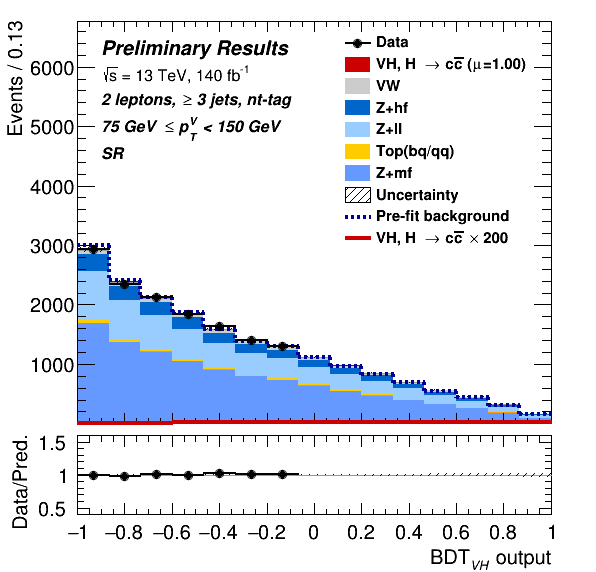 Events / 0.13
6000
5000
4000
3000
2000
1000
Preliminary Results
√s = 13 TeV, 140 fb⁻¹
2 leptons, ≥ 3 jets, nt-tag
75 GeV ≤ p_T^V < 150 GeV
SR
Data
VH, H → cc̅ (μ=1.00)
VW
Z+hf
Z+ll
Top(bq/qq)
Z+mf
Uncertainty
Pre-fit background
VH, H → cc̅ × 200
Data/Pred.
1.5
1
0.5
−1 −0.8 −0.6 −0.4 −0.2 0 0.2 0.4 0.6 0.8 1
BDT_VH output